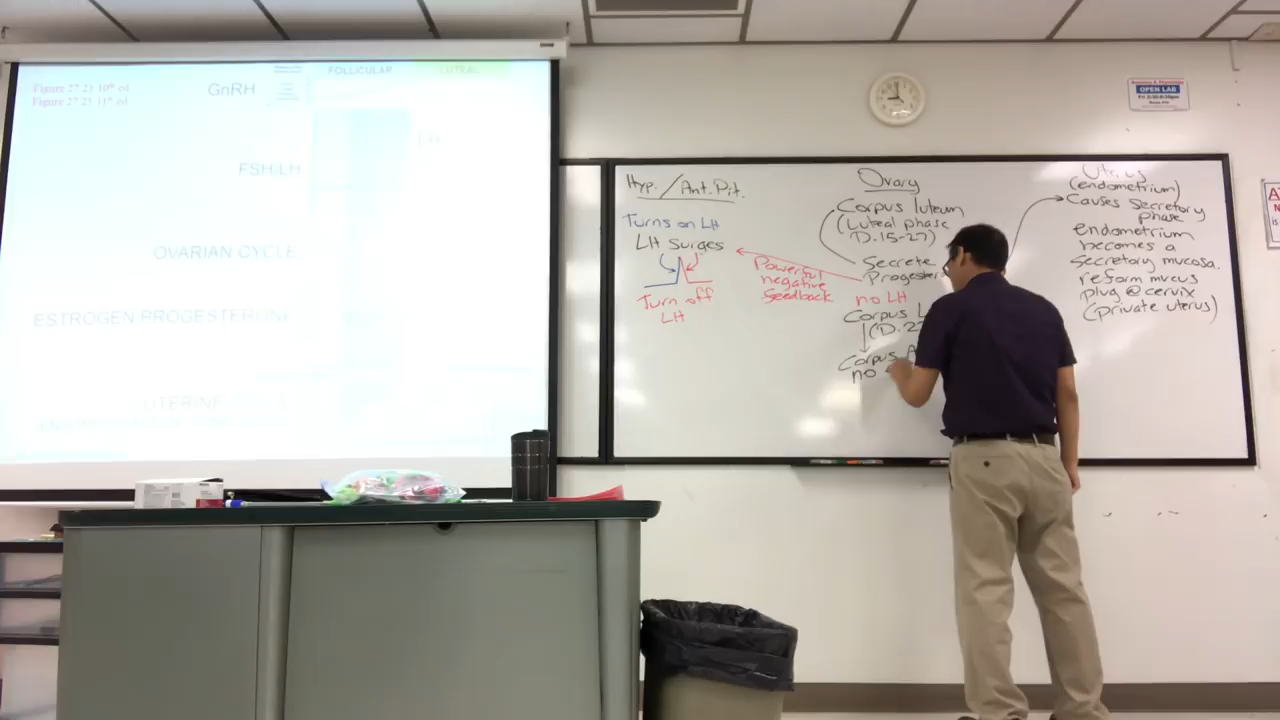 Figure 27.23 10th ed
Figure 27.25 11th ed
GnRH
FOLLICULAR
LUTEAL
FSH/LH
OVARIAN CYCLE
ESTROGEN PROGESTERONE
UTERINE
OPEN LAB
Hyp. / Ant. Pit.
Turns on LH
LH Surges
Turn off
LH
Powerful
negative
feedback
Ovary
Corpus luteum
(Luteal phase
D.15-27)
Secrete
Progester
no LH
Corpus L
(D.27
Corpus A
no
Uterus
(endometrium)
Causes Secretory
phase
endometrium
becomes a
secretory mucosa.
reform mucus
plug @ cervix
(private uterus)